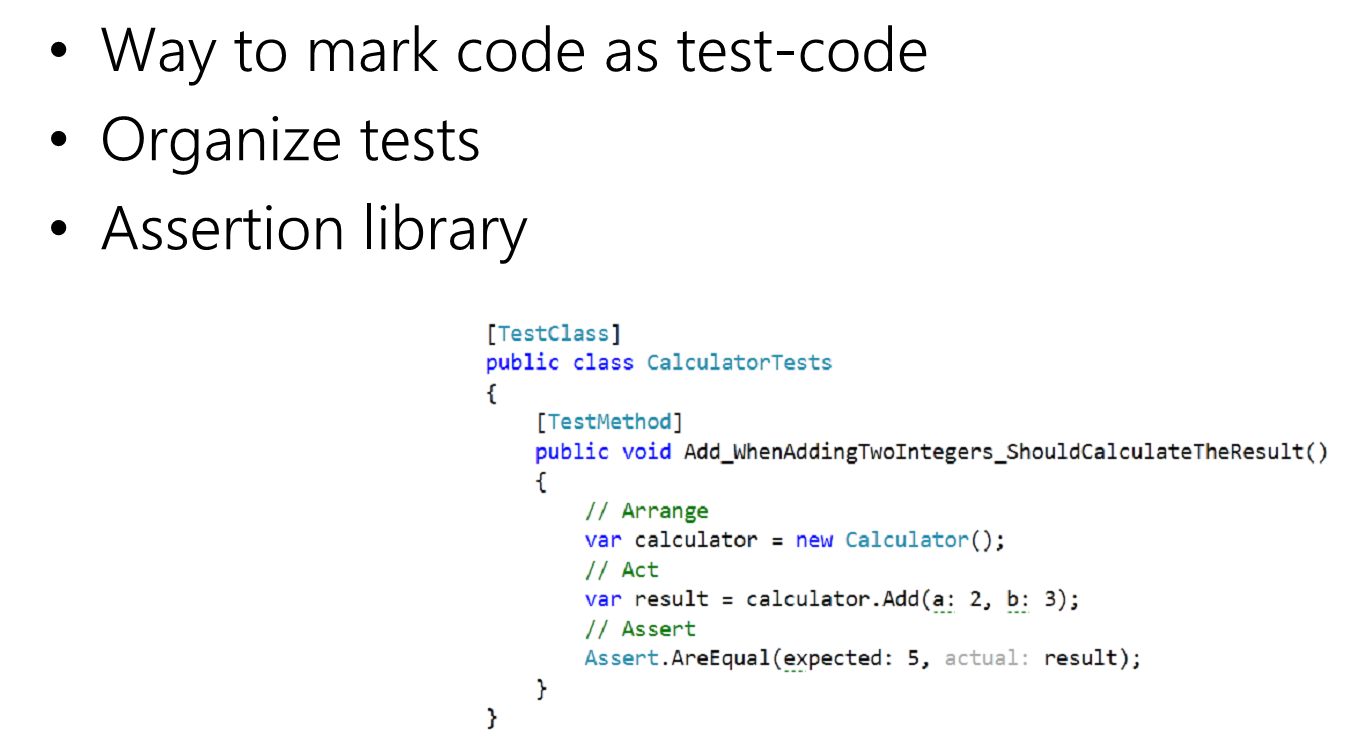 • Way to mark code as test-code
• Organize tests
• Assertion library
[TestClass]
public class CalculatorTests
{
    [TestMethod]
    public void Add_WhenAddingTwoIntegers_ShouldCalculateTheResult()
    {
        // Arrange
        var calculator = new Calculator();
        // Act
        var result = calculator.Add(a: 2, b: 3);
        // Assert
        Assert.AreEqual(expected: 5, actual: result);
    }
}